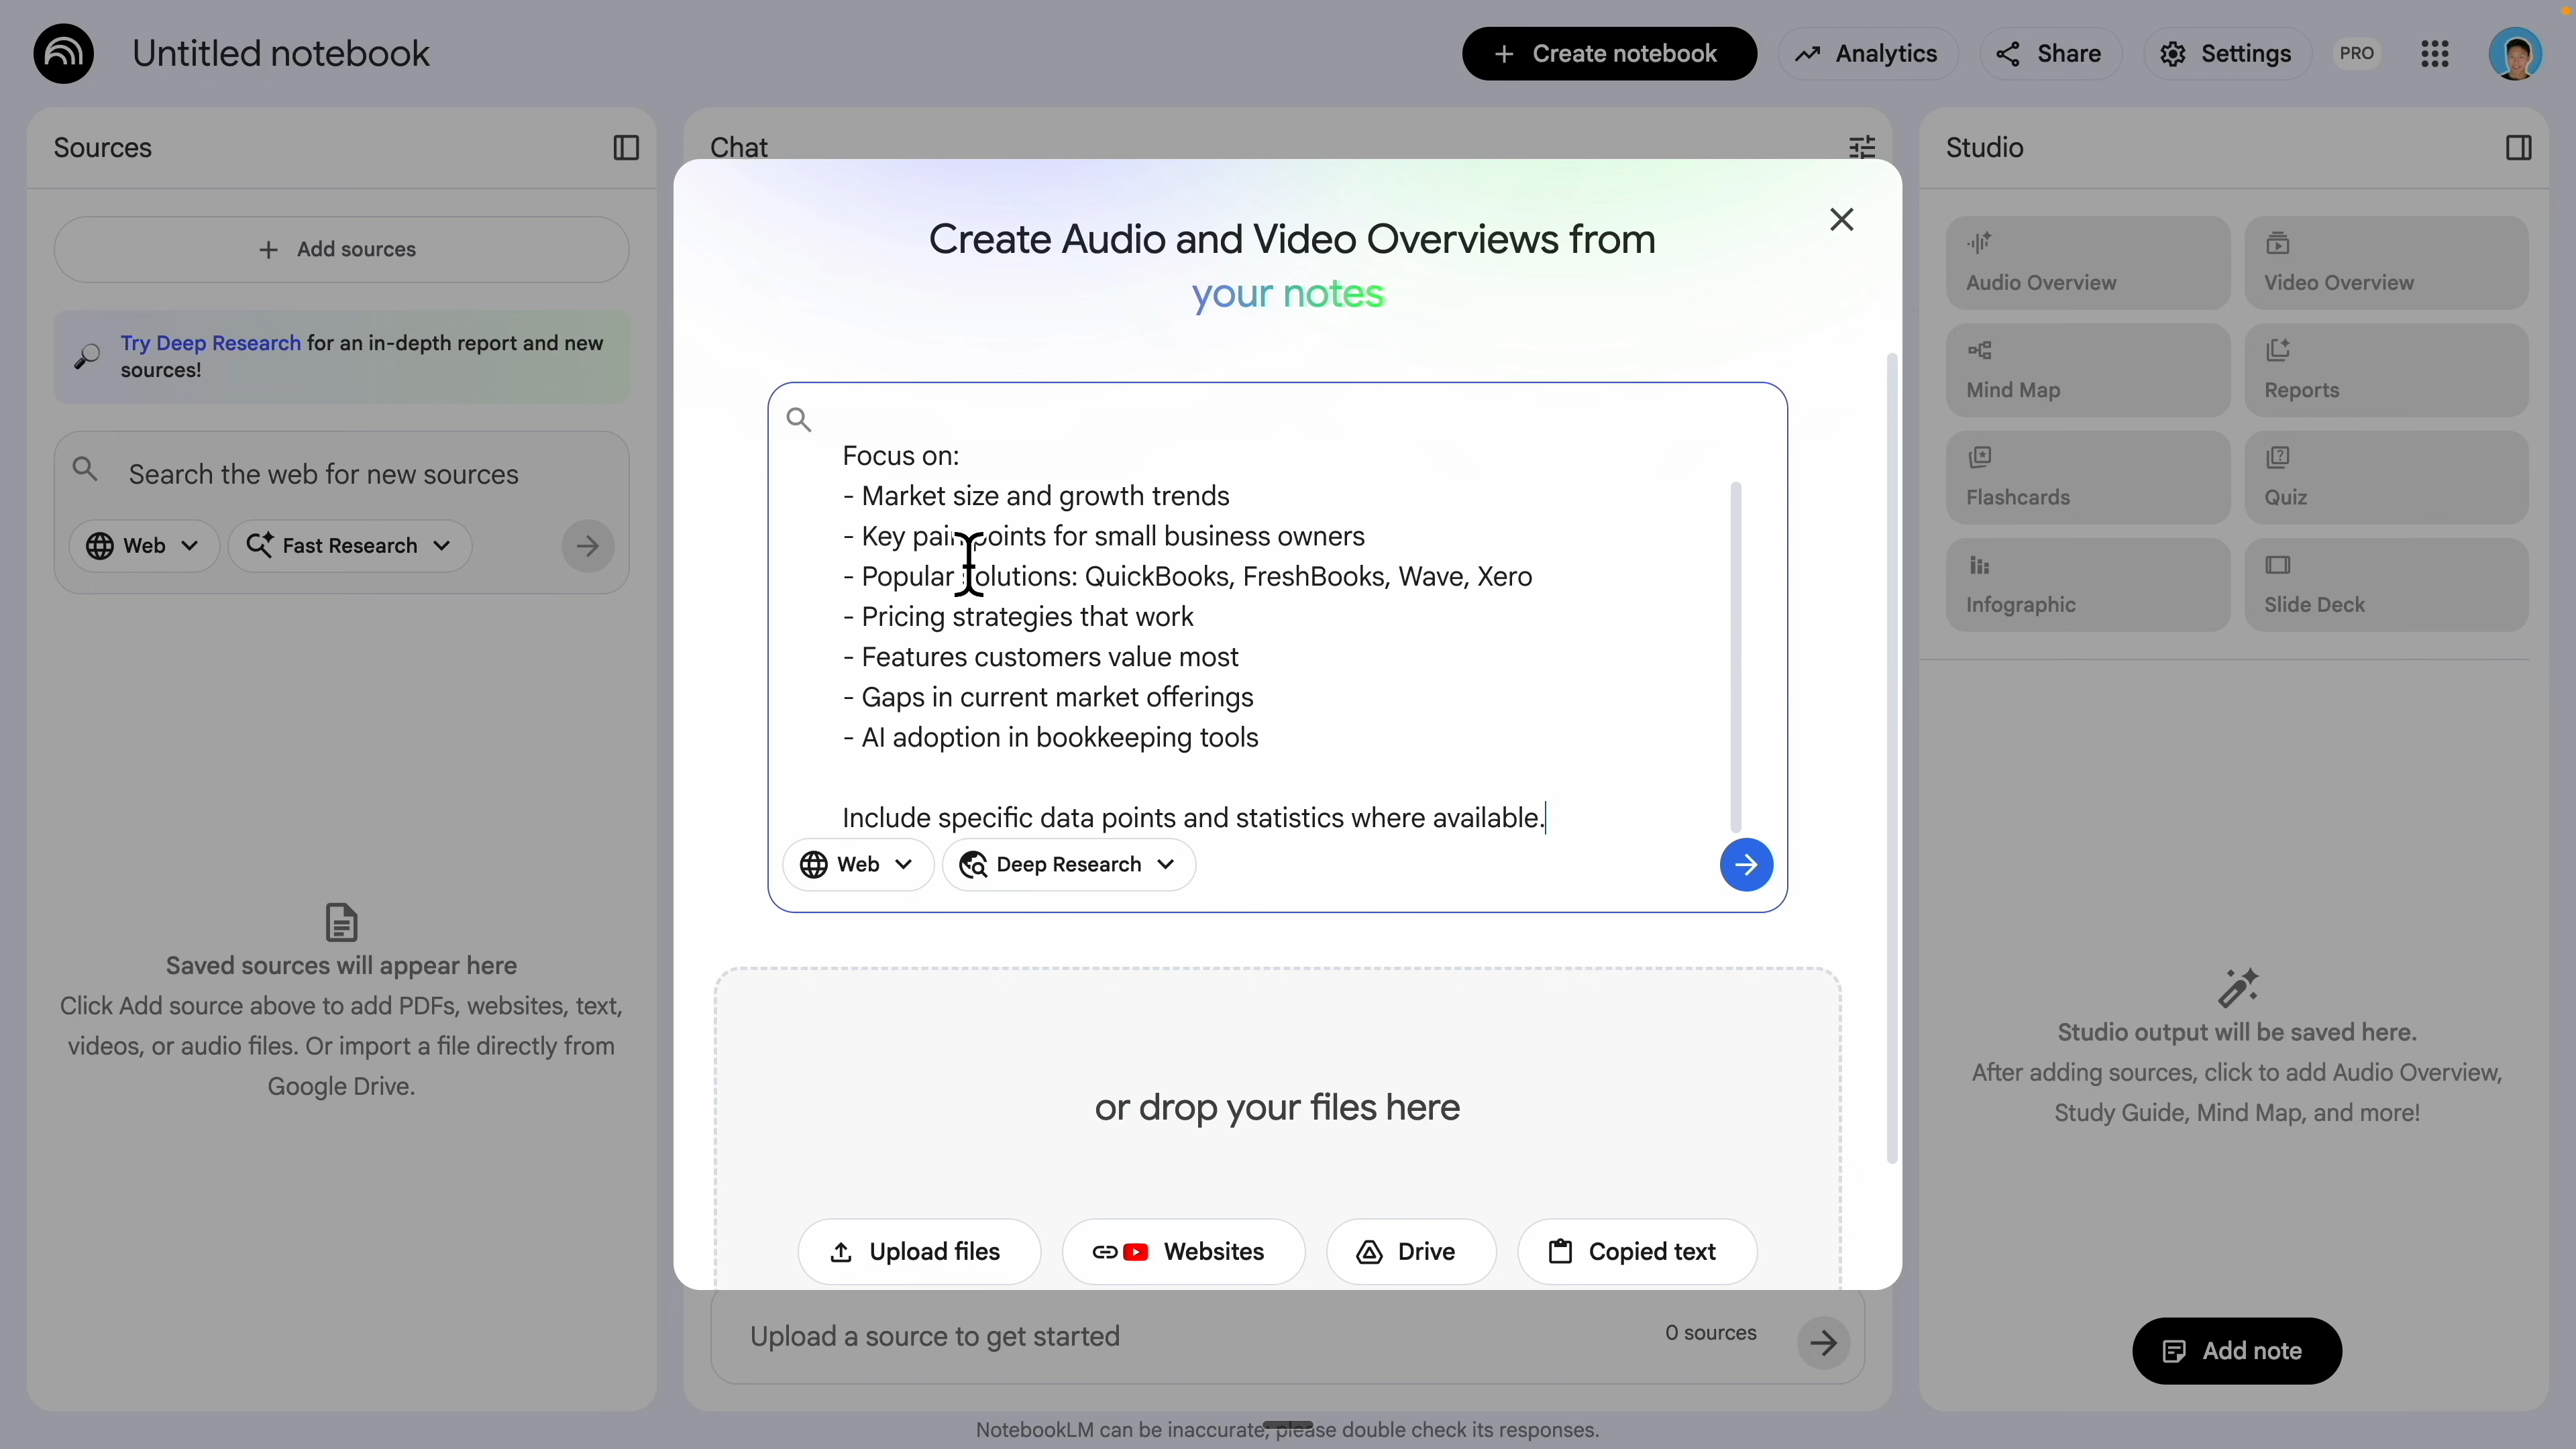 Untitled notebook
Create notebook
Analytics
Share
Settings
PRO
Sources
Add sources
Try Deep Research for an in-depth report and new
sources!
Search the web for new sources
Web
Fast Research
Saved sources will appear here
Click Add source above to add PDFs, websites, text,
videos, or audio files. Or import a file directly from
Google Drive.
Chat
Create Audio and Video Overviews from
your notes
Focus on:
- Market size and growth trends
- Key pain points for small business owners
- Popular solutions: QuickBooks, FreshBooks, Wave, Xero
- Pricing strategies that work
- Features customers value most
- Gaps in current market offerings
- AI adoption in bookkeeping tools
Include specific data points and statistics where available.
Web
Deep Research
or drop your files here
Upload files
Websites
Drive
Copied text
Upload a source to get started
0 sources
NotebookLM can be inaccurate; please double check its responses.
Studio
Audio Overview
Video Overview
Mind Map
Reports
Flashcards
Quiz
Infographic
Slide Deck
Studio output will be saved here.
After adding sources, click to add Audio Overview,
Study Guide, Mind Map, and more!
Add note